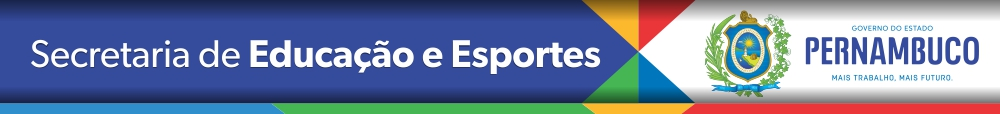 Secretaria de Educação e Esportes
GOVERNO DO ESTADO
PERNAMBUCO
MAIS TRABALHO, MAIS FUTURO.